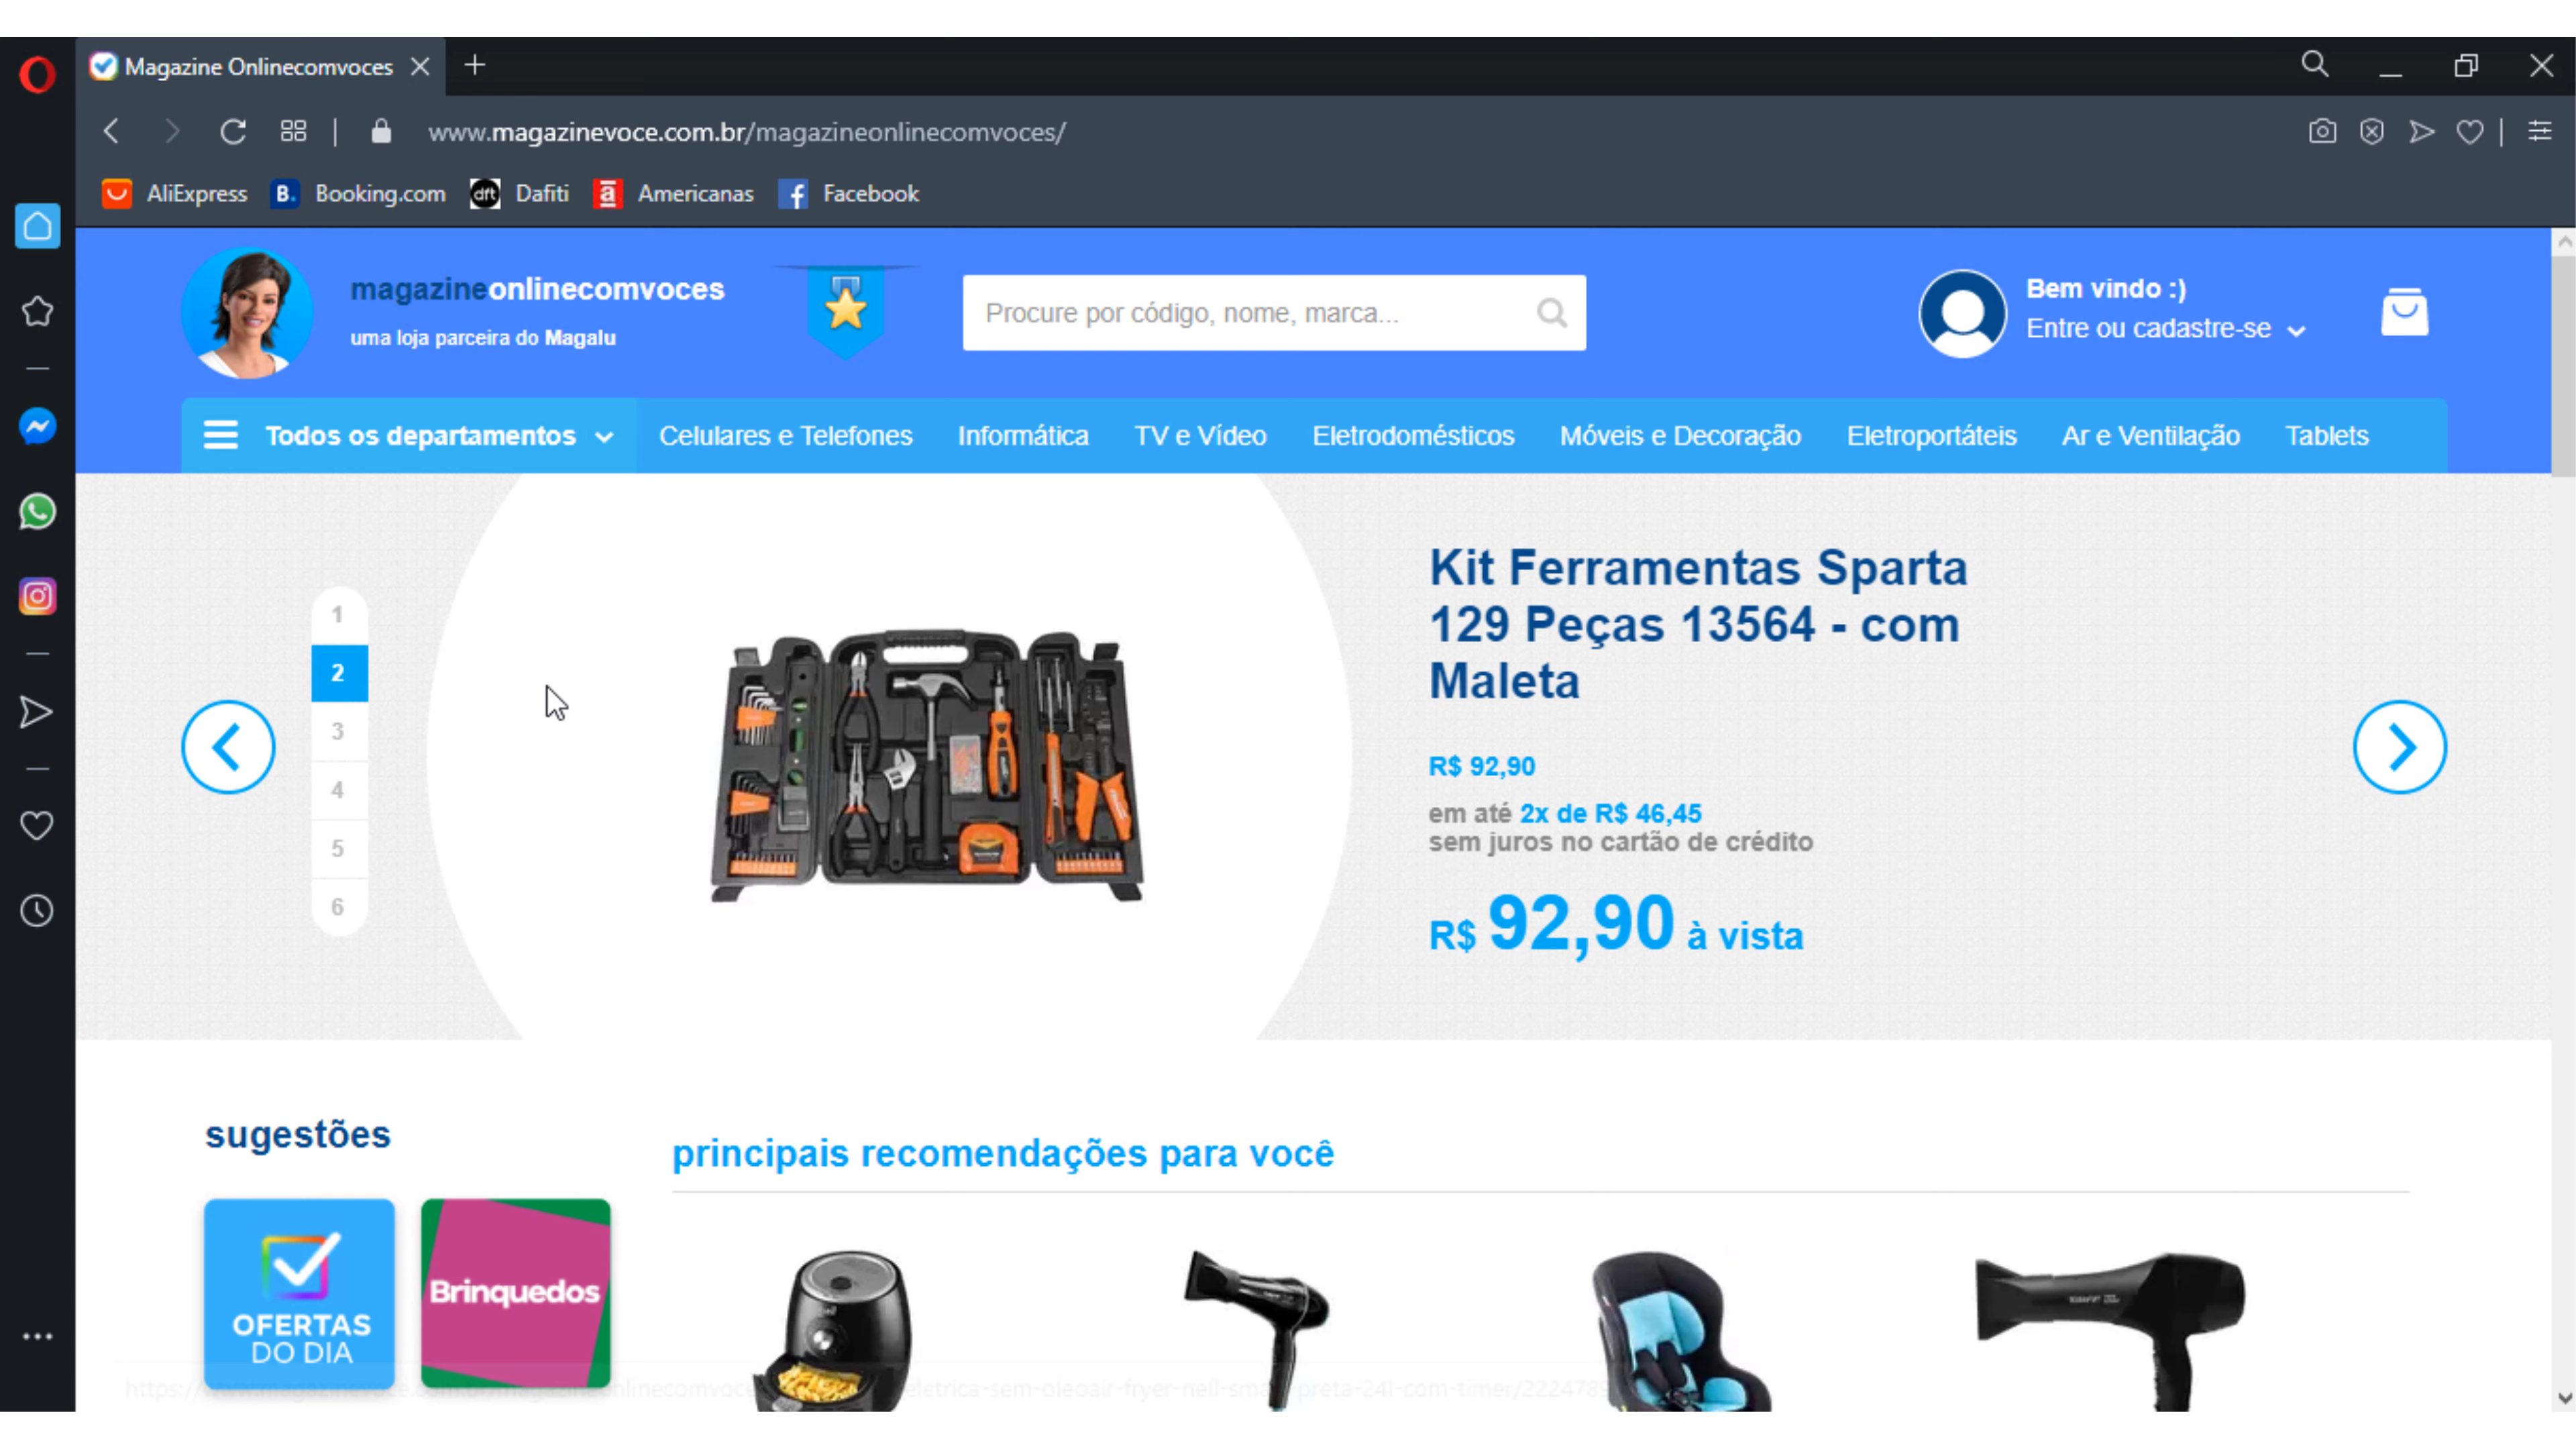 Magazine Onlinecomvoces
www.magazinevoce.com.br/magazineonlinecomvoces/
AliExpress
B. Booking.com
dft Dafiti
a Americanas
f Facebook
magazineonlinecomvoces
uma loja parceira do Magalu
Procure por código, nome, marca...
Bem vindo :)
Entre ou cadastre-se
Todos os departamentos
Celulares e Telefones
Informática
TV e Vídeo
Eletrodomésticos
Móveis e Decoração
Eletroportáteis
Ar e Ventilação
Tablets
1
2
3
4
5
6
Kit Ferramentas Sparta
129 Peças 13564 - com
Maleta
R$ 92,90
em até 2x de R$ 46,45
sem juros no cartão de crédito
R$ 92,90 à vista
sugestões
principais recomendações para você
OFERTAS
DO DIA
Brinquedos